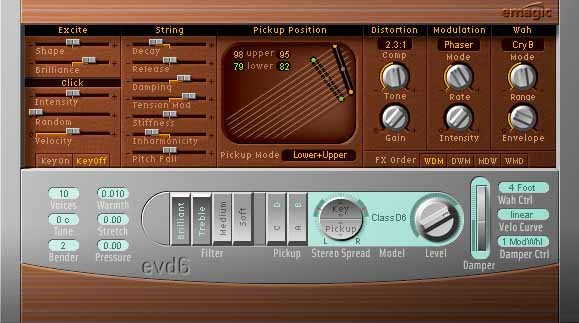 emagic
Excite
String
Pickup Position
Distortion
Modulation
Wah
Shape
Brilliance
Click
Intensity
Random
Velocity
KeyOn
KeyOff
Decay
Release
Damping
Tension Mod
Stiffness
Inharmonicity
Pitch Fall
98 upper 95
79 lower 82
Pickup Mode
Lower+Upper
2.3:1
Comp
Tone
Gain
Phaser
Mode
Rate
Intensity
Cry B
Mode
Range
Envelope
FX Order
WDM
DWM
MDW
WMD
10
Voices
0.010
Warmth
0 c
Tune
0.00
Stretch
2
Bender
0.00
Pressure
Brilliant
Treble
Medium
Soft
Filter
C
D
A
B
Pickup
Key
Pickup
L
R
Stereo Spread
ClassD6
Model
Level
Damper
4 Foot
Wah Ctrl
linear
Velo Curve
1 ModWhl
Damper Ctrl
evd6